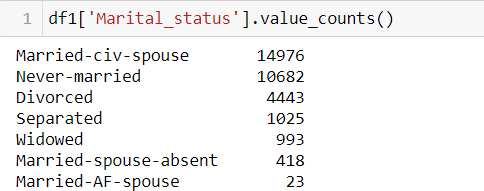 1 df1['Marital_status'].value_counts()
Married-civ-spouse 14976
Never-married 10682
Divorced 4443
Separated 1025
Widowed 993
Married-spouse-absent 418
Married-AF-spouse 23